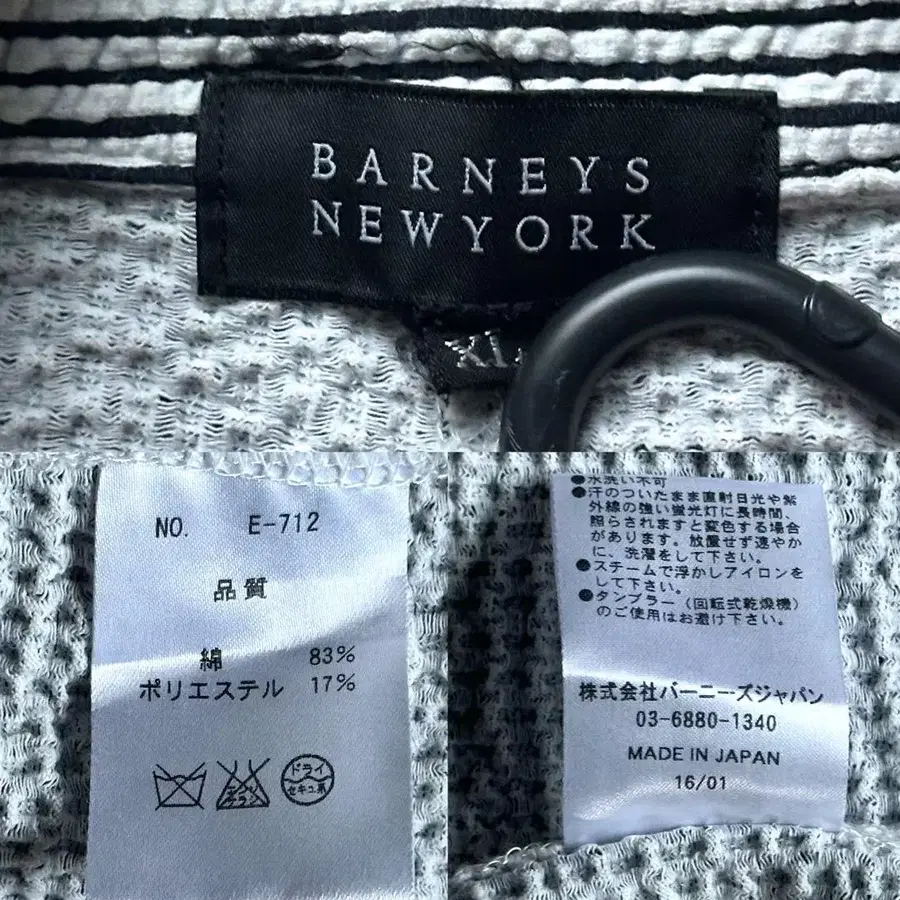 BARNEYS
NEWYORK
XL
NO. E-712
品質
綿 83%
ポリエステル 17%
エンソ
サラシ
ドライ
セキユ系
●水洗い不可
●汗のついたまま直射日光や紫
外線の強い蛍光灯に長時間、
照らされますと変色する場合
があります。放置せず速やか
に、洗濯をして下さい。
●スチームで浮かしアイロンを
して下さい。
●タンブラー（回転式乾燥機）
のご使用はお避け下さい。
株式会社バーニーズジャパン
03-6880-1340
MADE IN JAPAN
16/01